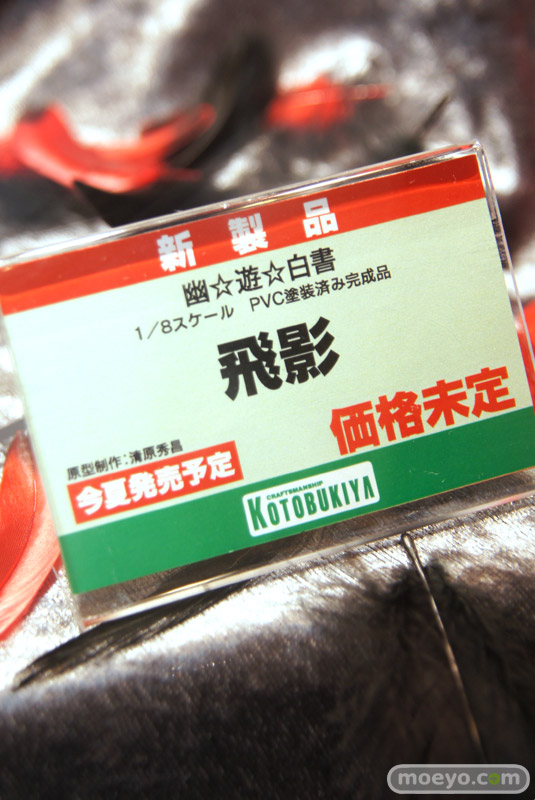 新製品
幽☆遊☆白書
1／8スケール　PVC塗装済み完成品
飛影
価格未定
原型制作：清原秀昌
今夏発売予定
CRAFTSMANSHIP
KOTOBUKIYA
moeyo.com